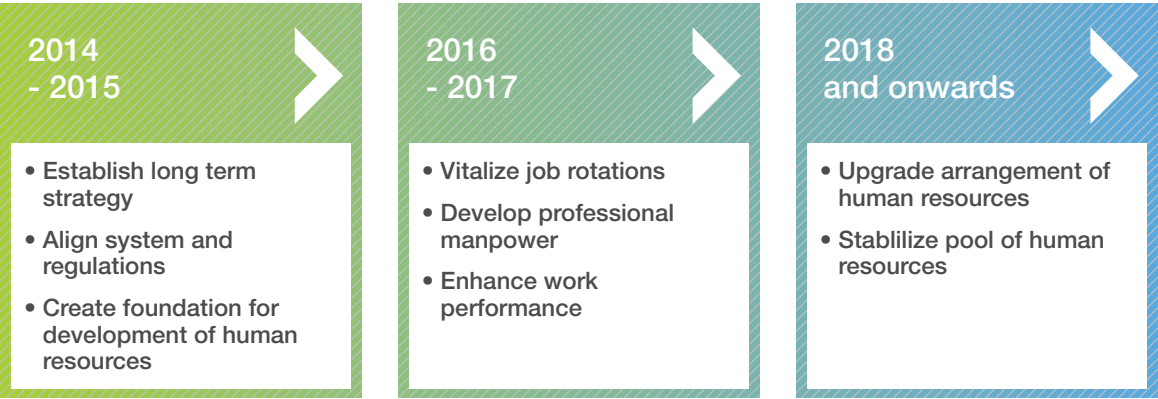 2014
- 2015
• Establish long term
strategy
• Align system and
regulations
• Create foundation for
development of human
resources
2016
- 2017
• Vitalize job rotations
• Develop professional
manpower
• Enhance work
performance
2018
and onwards
• Upgrade arrangement of
human resources
• Stablilize pool of human
resources